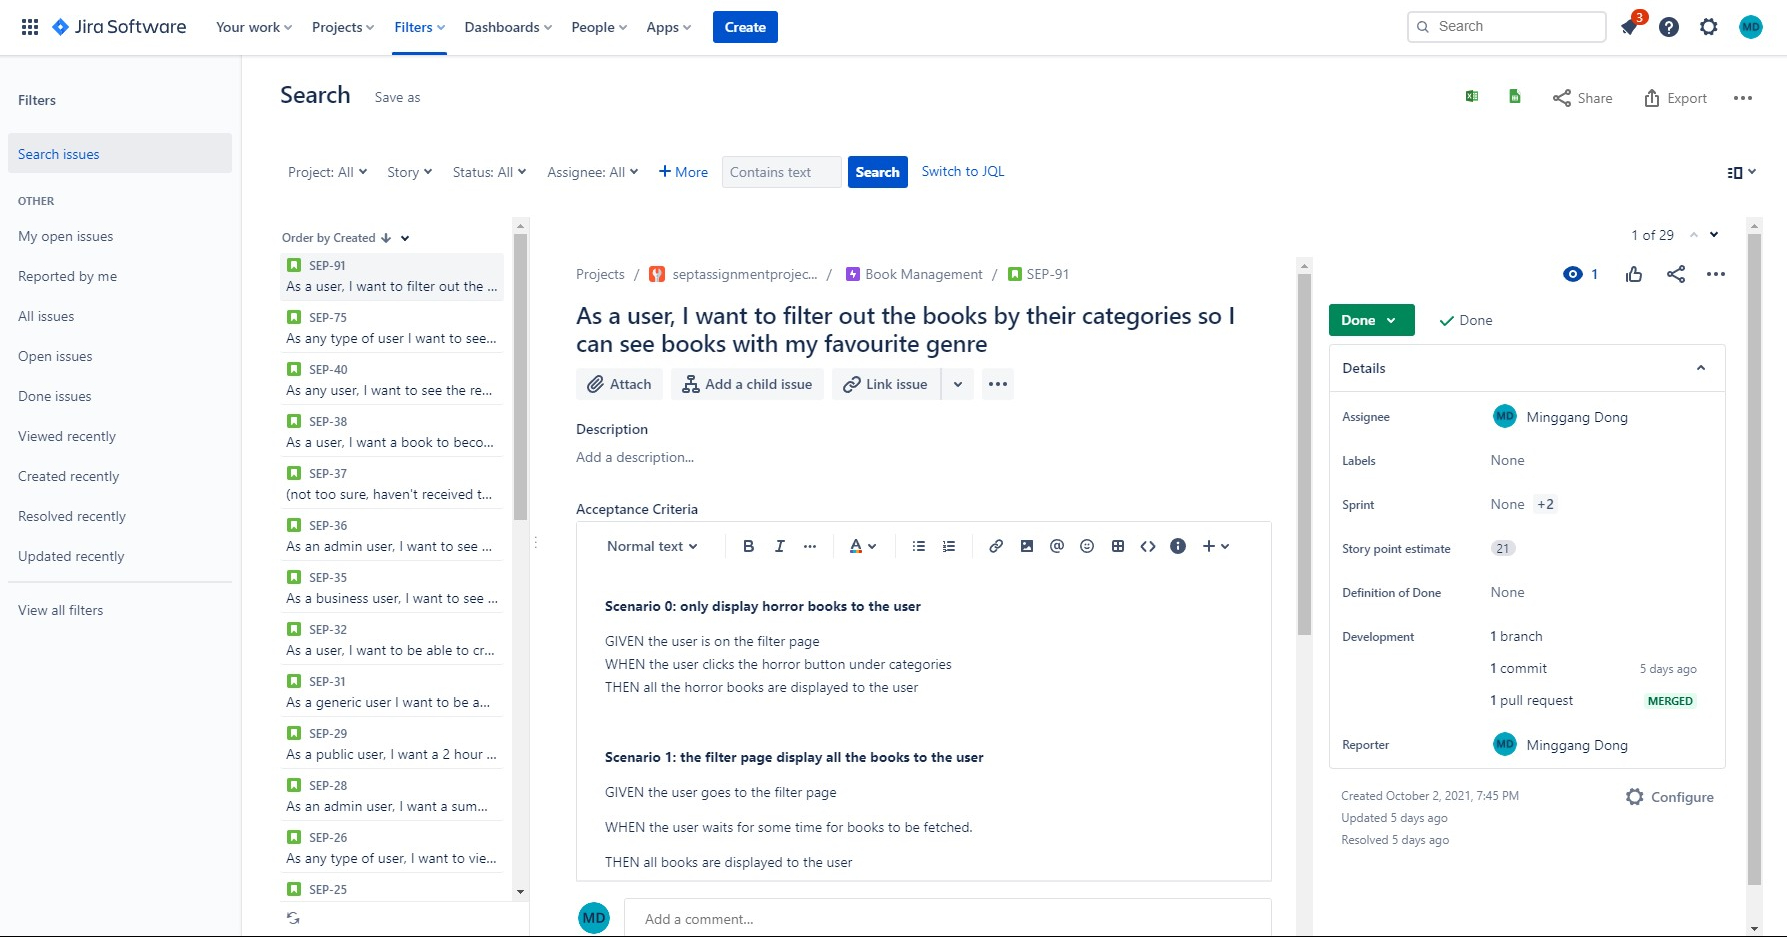 Jira Software
Your work
Projects
Filters
Dashboards
People
Apps
Create
Search
3
MD
Filters
Search issues
OTHER
My open issues
Reported by me
All issues
Open issues
Done issues
Viewed recently
Created recently
Resolved recently
Updated recently
View all filters
Search
Save as
Share
Export
Project: All
Story
Status: All
Assignee: All
+ More
Contains text
Search
Switch to JQL
Order by Created
SEP-91
As a user, I want to filter out the ...
SEP-75
As any type of user I want to see...
SEP-40
As any user, I want to see the re...
SEP-38
As a user, I want a book to beco...
SEP-37
(not too sure, haven't received t...
SEP-36
As an admin user, I want to see ...
SEP-35
As a business user, I want to see ...
SEP-32
As a user, I want to be able to cr...
SEP-31
As a generic user I want to be a...
SEP-29
As a public user, I want a 2 hour ...
SEP-28
As an admin user, I want a sum...
SEP-26
As any type of user, I want to vie...
SEP-25
1 of 29
Projects / septassignmentprojec... / Book Management / SEP-91
1
As a user, I want to filter out the books by their categories so I
can see books with my favourite genre
Attach
Add a child issue
Link issue
Description
Add a description...
Acceptance Criteria
Normal text
B
I
A
Scenario 0: only display horror books to the user
GIVEN the user is on the filter page
WHEN the user clicks the horror button under categories
THEN all the horror books are displayed to the user
Scenario 1: the filter page display all the books to the user
GIVEN the user goes to the filter page
WHEN the user waits for some time for books to be fetched.
THEN all books are displayed to the user
MD
Add a comment...
Done
Done
Details
Assignee
MD
Minggang Dong
Labels
None
Sprint
None +2
Story point estimate
21
Definition of Done
None
Development
1 branch
1 commit
5 days ago
1 pull request
MERGED
Reporter
MD
Minggang Dong
Created October 2, 2021, 7:45 PM
Updated 5 days ago
Resolved 5 days ago
Configure